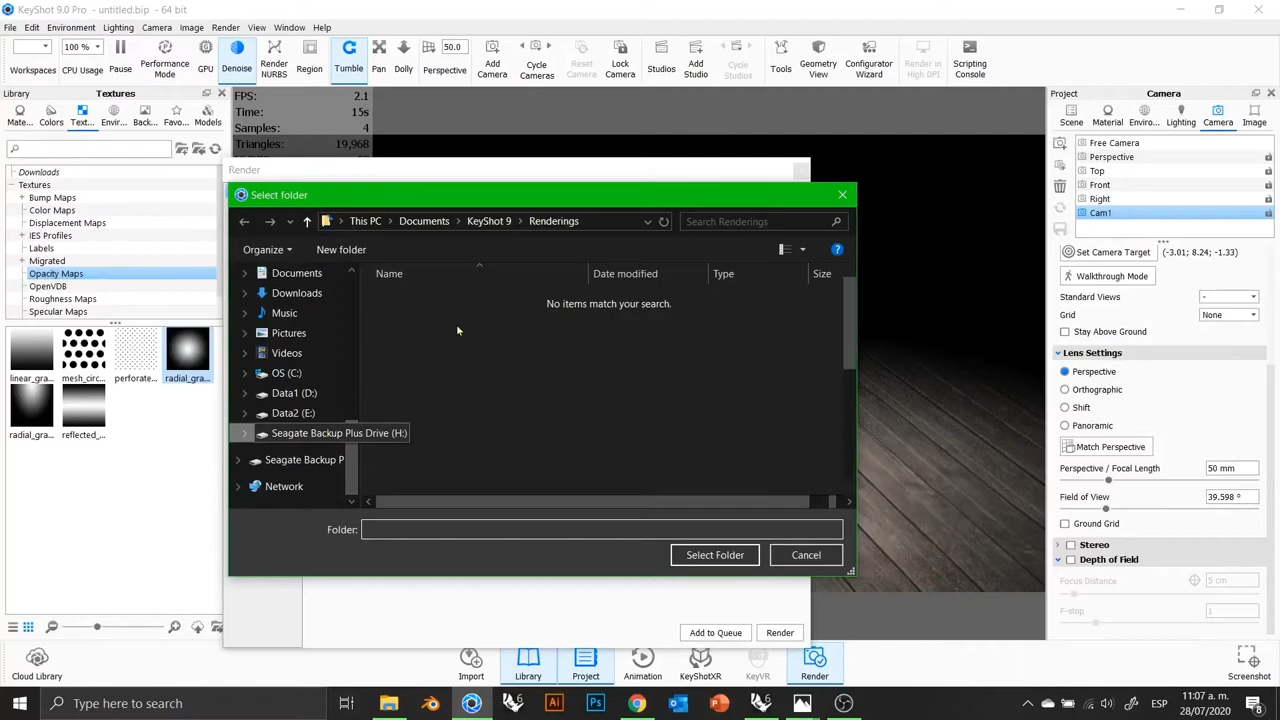 KeyShot 9.0 Pro - untitled.bip - 64 bit
File Edit Environment Lighting Camera Image Render View Window Help
100 % 50.0
Workspaces CPU Usage Pause Performance Mode GPU Denoise Render NURBS Region Tumble Pan Dolly Perspective Add Camera Cycle Cameras Reset Camera Lock Camera Studios Add Studio Cycle Studios Tools Geometry View Configurator Wizard Render in High DPI Scripting Console
Library Textures
Mate... Colors Text... Envir... Back... Favo... Models
Downloads
Textures
Bump Maps
Color Maps
Displacement Maps
IES Profiles
Labels
Migrated
Opacity Maps
OpenVDB
Roughness Maps
Specular Maps
linear_gra... mesh_circ... perforate... radial_gra...
radial_gra... reflected_...
FPS: 2.1
Time: 15s
Samples: 4
Triangles: 19,968
Render
Select folder
This PC Documents KeyShot 9 Renderings Search Renderings
Organize New folder
Name Date modified Type Size
No items match your search.
Documents
Downloads
Music
Pictures
Videos
OS (C:)
Data1 (D:)
Data2 (E:)
Seagate Backup Plus Drive (H:)
Seagate Backup P
Network
Folder:
Select Folder Cancel
Add to Queue Render
Project Camera
Scene Material Enviro... Lighting Camera Image
Free Camera
Perspective
Top
Front
Right
Cam1
Set Camera Target (-3.01; 8.24; -1.33)
Walkthrough Mode
Standard Views -
Grid None
Stay Above Ground
Lens Settings
Perspective
Orthographic
Shift
Panoramic
Match Perspective
Perspective / Focal Length 50 mm
Field of View 39.598 °
Ground Grid
Stereo
Depth of Field
Focus Distance 5 cm
F-stop 1
Cloud Library Import Library Project Animation KeyShotXR KeyVR Render Screenshot
Type here to search
ESP 11:07 a. m.
28/07/2020
8